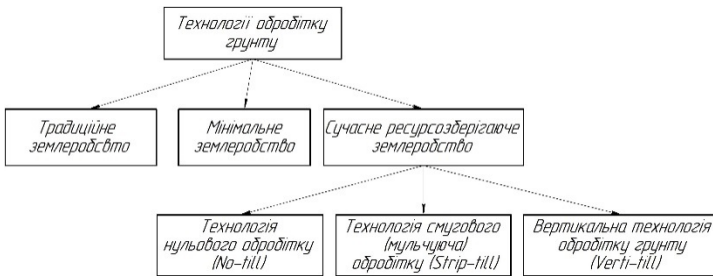 Технології обробітку
грунту
Традиційне
землеробсвто
Мінімальне
землеробство
Сучасне ресурсозберігаюче
землеробство
Технологія
нульового обробітку
(No-till)
Технологія смугового
(мульчуюча)
обробітку (Strip-till)
Вертикальна технологія
обробітку грунту
(Verti-till)